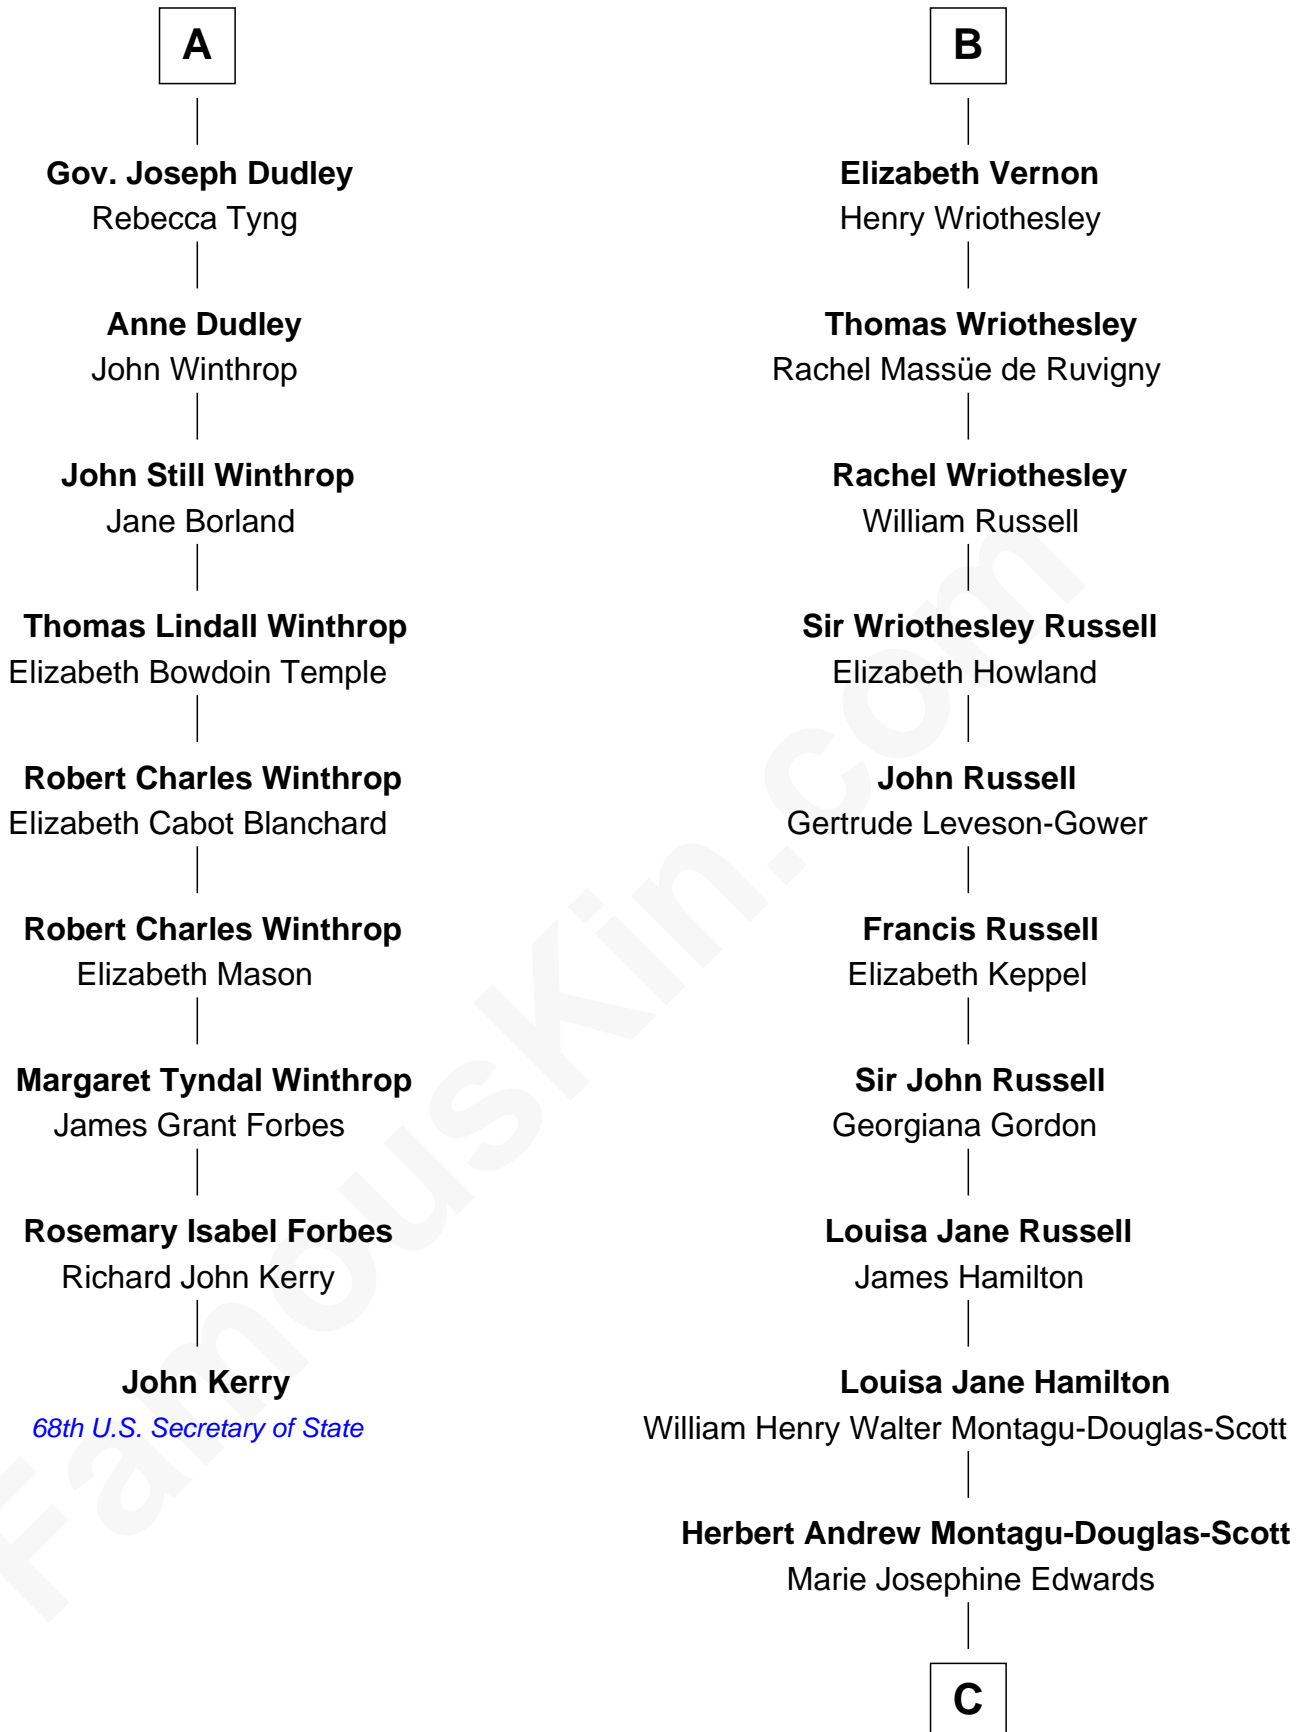 A
Gov. Joseph Dudley
Rebecca Tyng
Anne Dudley
John Winthrop
John Still Winthrop
Jane Borland
Thomas Lindall Winthrop
Elizabeth Bowdoin Temple
Robert Charles Winthrop
Elizabeth Cabot Blanchard
Robert Charles Winthrop
Elizabeth Mason
Margaret Tyndal Winthrop
James Grant Forbes
Rosemary Isabel Forbes
Richard John Kerry
John Kerry
68th U.S. Secretary of State
B
Elizabeth Vernon
Henry Wriothesley
Thomas Wriothesley
Rachel Massüe de Ruvigny
Rachel Wriothesley
William Russell
Sir Wriothesley Russell
Elizabeth Howland
John Russell
Gertrude Leveson-Gower
Francis Russell
Elizabeth Keppel
Sir John Russell
Georgiana Gordon
Louisa Jane Russell
James Hamilton
Louisa Jane Hamilton
William Henry Walter Montagu-Douglas-Scott
Herbert Andrew Montagu-Douglas-Scott
Marie Josephine Edwards
C
FamousKin.com